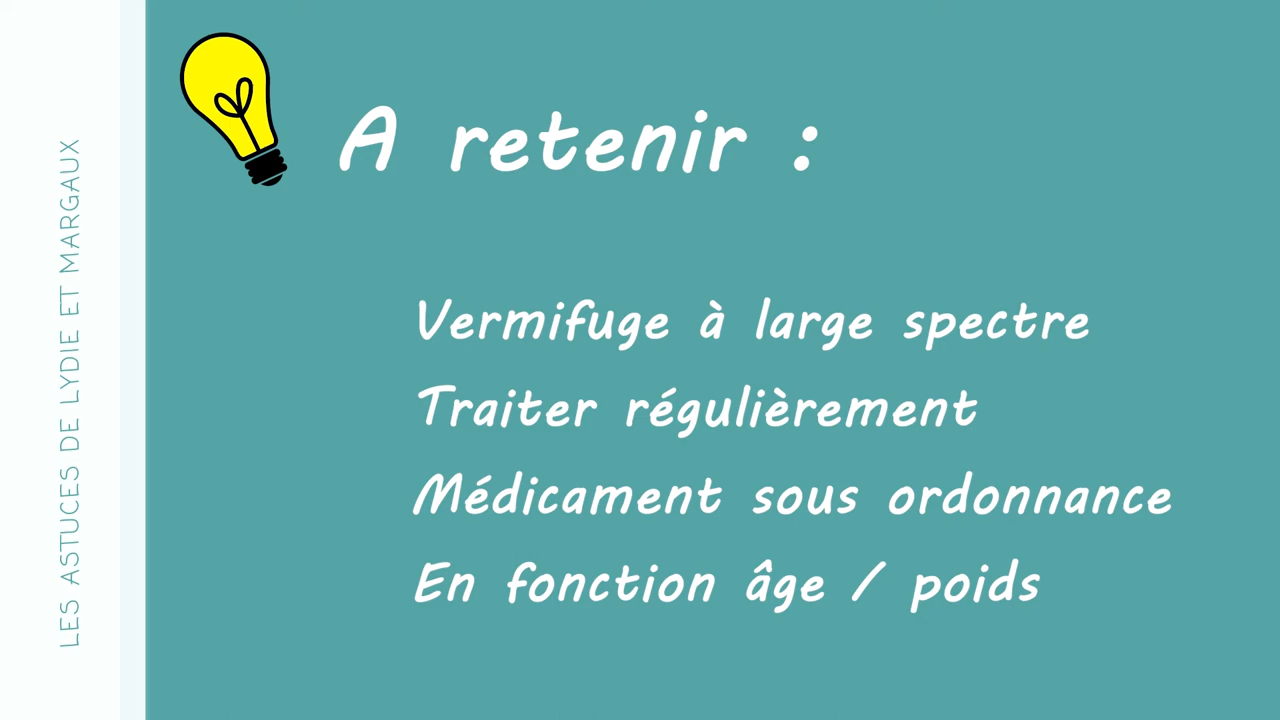 LES ASTUCES DE LYDIE ET MARGAUX
A retenir :
Vermifuge à large spectre
Traiter régulièrement
Médicament sous ordonnance
En fonction âge / poids